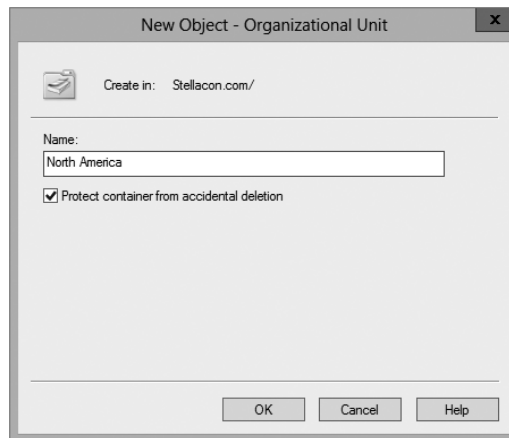 New Object - Organizational Unit
x
Create in: Stellacon.com/
Name:
North America
Protect container from accidental deletion
OK Cancel Help